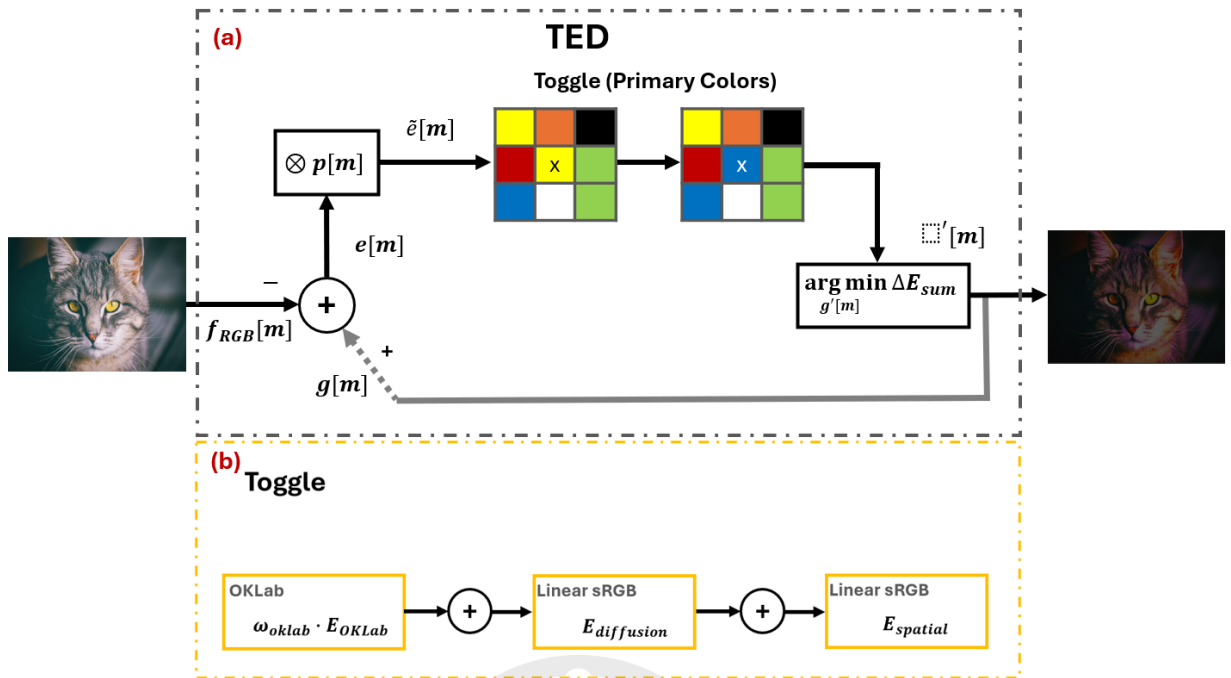 (a)
TED
Toggle (Primary Colors)
⊗ p[m]
ẽ[m]
x
x
e[m]
−
+
f_RGB[m]
+
g[m]
⬚′[m]
arg min ΔE_sum
g′[m]
(b)
Toggle
OKLab
ω_oklab · E_OKLab
+
Linear sRGB
E_diffusion
+
Linear sRGB
E_spatial